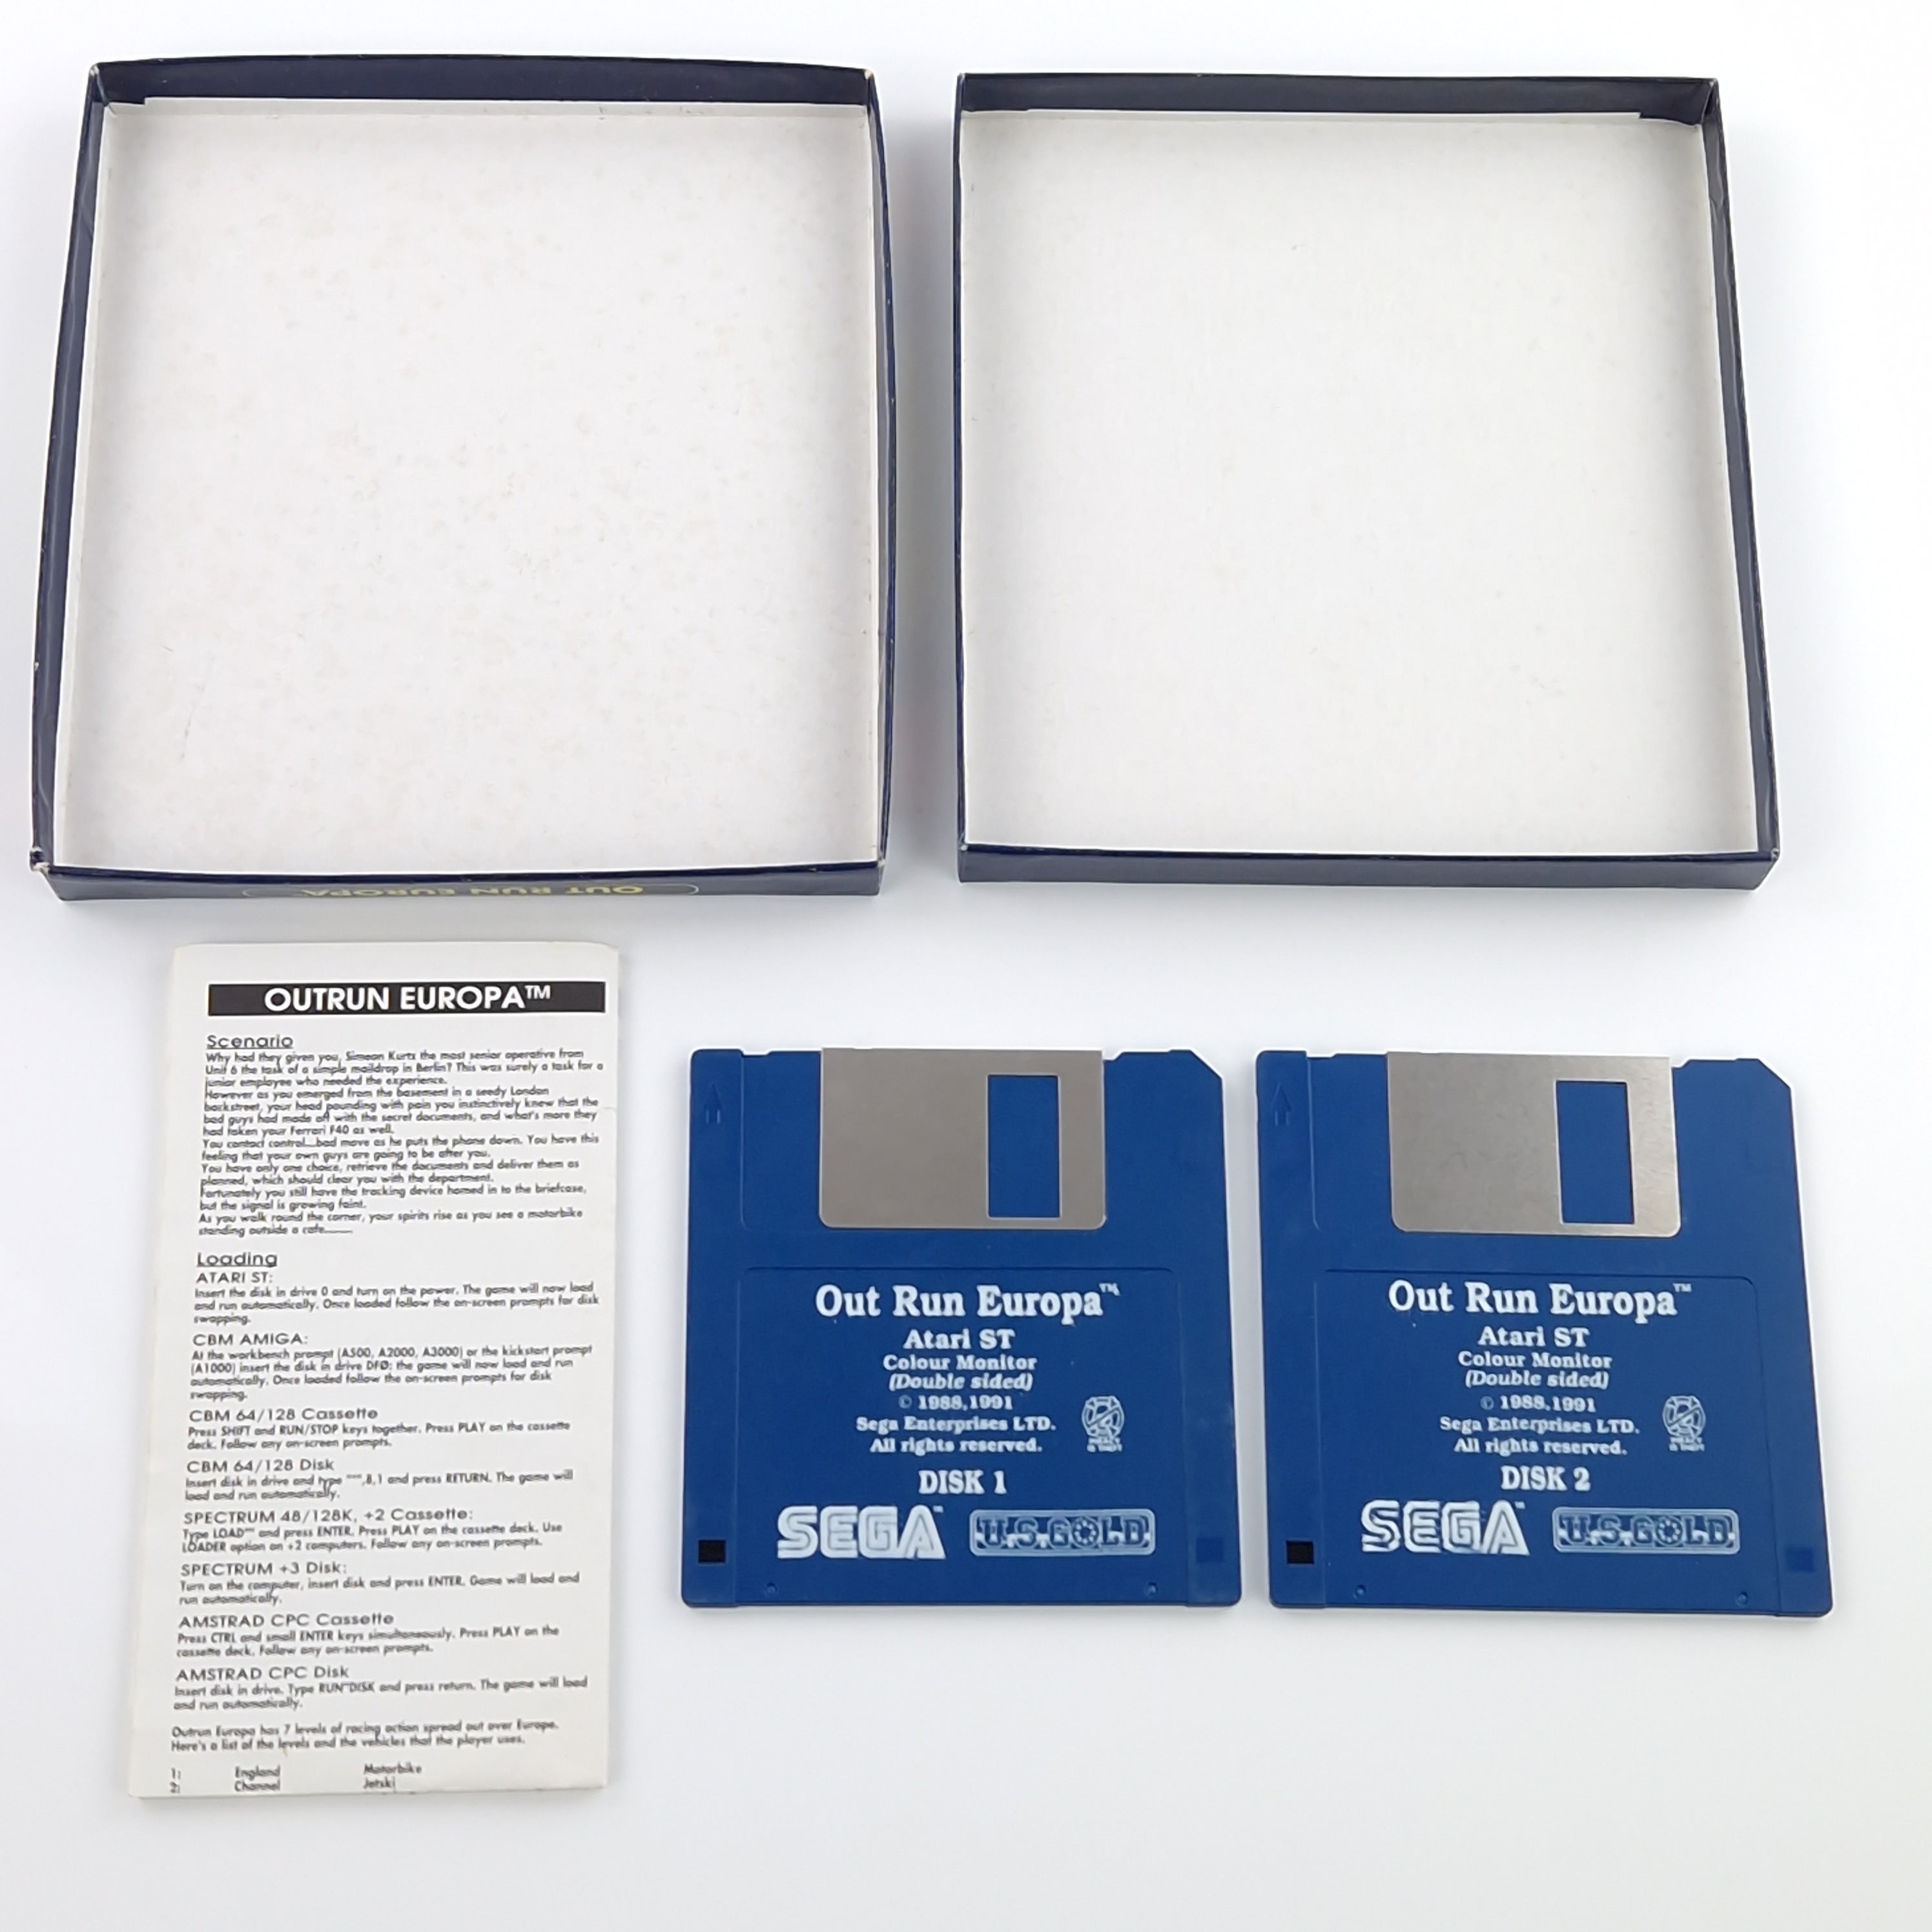 OUT RUN EUROPA
OUTRUN EUROPA™
Scenario
Why had they given you, Simeon Kurtz the most senior operative from
Unit 6 the task of a simple maildrop in Berlin? This was surely a task for a
junior employee who needed the experience.
However as you emerged from the basement in a seedy London
backstreet, your head pounding with pain you instinctively knew that the
bad guys had made off with the secret documents, and what's more they
had taken your Ferrari F40 as well.
You contact control....bad move as he puts the phone down. You have this
feeling that your own guys are going to be after you.
You have only one choice, retrieve the documents and deliver them as
planned, which should clear you with the department.
Fortunately you still have the tracking device homed in to the briefcase,
but the signal is growing faint.
As you walk round the corner, your spirits rise as you see a motorbike
standing outside a cafe........
Loading
ATARI ST:
Insert the disk in drive 0 and turn on the power. The game will now load
and run automatically. Once loaded follow the on-screen prompts for disk
swapping.
CBM AMIGA:
At the workbench prompt (A500, A2000, A3000) or the kickstart prompt
(A1000) insert the disk in drive DF0: the game will now load and run
automatically. Once loaded follow the on-screen prompts for disk
swapping.
CBM 64/128 Cassette
Press SHIFT and RUN/STOP keys together. Press PLAY on the cassette
deck. Follow any on-screen prompts.
CBM 64/128 Disk
Insert disk in drive and type "*",8,1 and press RETURN. The game will
load and run automatically.
SPECTRUM 48/128K, +2 Cassette:
Type LOAD"" and press ENTER. Press PLAY on the cassette deck. Use
LOADER option on +2 computers. Follow any on-screen prompts.
SPECTRUM +3 Disk:
Turn on the computer, insert disk and press ENTER. Game will load and
run automatically.
AMSTRAD CPC Cassette
Press CTRL and small ENTER keys simultaneously. Press PLAY on the
cassette deck. Follow any on-screen prompts.
AMSTRAD CPC Disk
Insert disk in drive. Type RUN"DISK and press return. The game will load
and run automatically.
Outrun Europa has 7 levels of racing action spread out over Europe.
Here's a list of the levels and the vehicles that the player uses.
1: England Motorbike
2: Channel Jetski
Out Run Europa™
Atari ST
Colour Monitor
(Double sided)
© 1988,1991
Sega Enterprises LTD.
All rights reserved.
PIRACY
IS THEFT
DISK 1
SEGA™
U.S.GOLD
Out Run Europa™
Atari ST
Colour Monitor
(Double sided)
© 1988,1991
Sega Enterprises LTD.
All rights reserved.
PIRACY
IS THEFT
DISK 2
SEGA™
U.S.GOLD